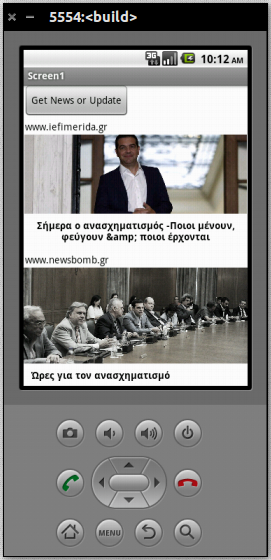 5554:<build>
3G 10:12 AM
Screen1
Get News or Update
www.iefimerida.gr
Σήμερα ο ανασχηματισμός -Ποιοι μένουν,
φεύγουν &amp; ποιοι έρχονται
www.newsbomb.gr
Ώρες για τον ανασχηματισμό
MENU